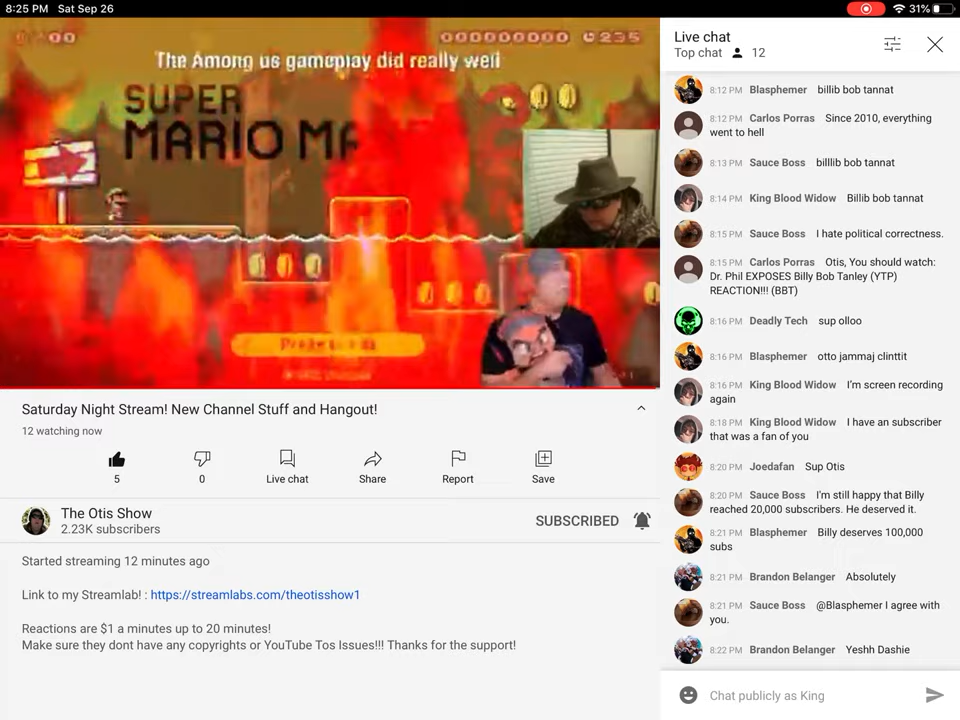 8:25 PM Sat Sep 26
31%
00
000000000 235
The Among us gameplay did really well
SUPER
MARIO MA
Saturday Night Stream! New Channel Stuff and Hangout!
12 watching now
5
0
Live chat
Share
Report
Save
The Otis Show
2.23K subscribers
SUBSCRIBED
Started streaming 12 minutes ago
Link to my Streamlab! : https://streamlabs.com/theotisshow1
Reactions are $1 a minutes up to 20 minutes!
Make sure they dont have any copyrights or YouTube Tos Issues!!! Thanks for the support!
Live chat
Top chat 12
8:12 PM Blasphemer billib bob tannat
8:12 PM Carlos Porras Since 2010, everything
went to hell
8:13 PM Sauce Boss billlib bob tannat
8:14 PM King Blood Widow Billib bob tannat
8:15 PM Sauce Boss I hate political correctness.
8:15 PM Carlos Porras Otis, You should watch:
Dr. Phil EXPOSES Billy Bob Tanley (YTP)
REACTION!!! (BBT)
8:16 PM Deadly Tech sup olloo
8:16 PM Blasphemer otto jammaj clinttit
8:16 PM King Blood Widow I'm screen recording
again
8:18 PM King Blood Widow I have an subscriber
that was a fan of you
8:20 PM Joedafan Sup Otis
8:20 PM Sauce Boss I'm still happy that Billy
reached 20,000 subscribers. He deserved it.
8:21 PM Blasphemer Billy deserves 100,000
subs
8:21 PM Brandon Belanger Absolutely
8:21 PM Sauce Boss @Blasphemer I agree with
you.
8:22 PM Brandon Belanger Yeshh Dashie
Chat publicly as King